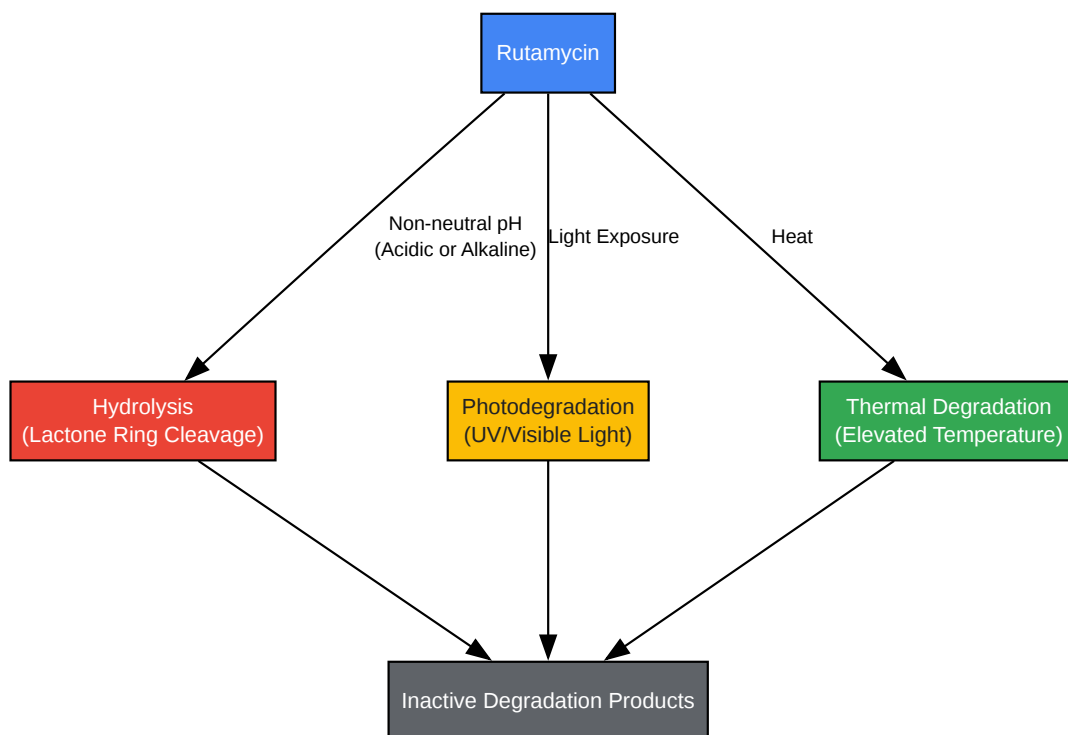 Rutamycin
Non-neutral pH
(Acidic or Alkaline)
Light Exposure
Heat
Hydrolysis
(Lactone Ring Cleavage)
Photodegradation
(UV/Visible Light)
Thermal Degradation
(Elevated Temperature)
Inactive Degradation Products